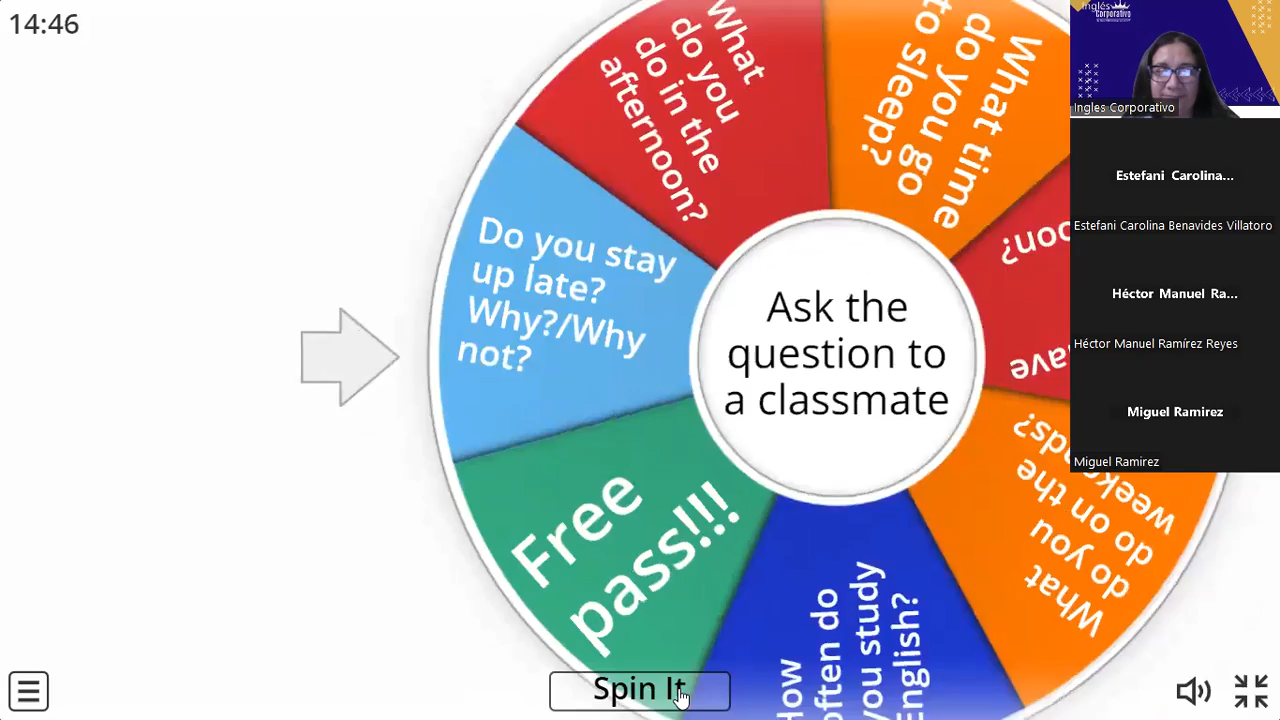 14:46
What
do you
do in the
afternoon?
What time
do you go
to sleep?
Do you stay
up late?
Why?/Why
not?
Ask the
question to
a classmate
Free
pass!!!
How
often do
you study
English?
What
do you
do on the
Spin It
Inglés
Corporativo
Ingles Corporativo
Estefani Carolina...
Estefani Carolina Benavides Villatoro
Héctor Manuel Ra...
Héctor Manuel Ramírez Reyes
Miguel Ramirez
Miguel Ramirez